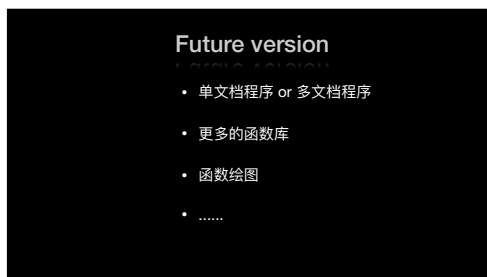 Future version
• 单文档程序 or 多文档程序
• 更多的函数库
• 函数绘图
• ......